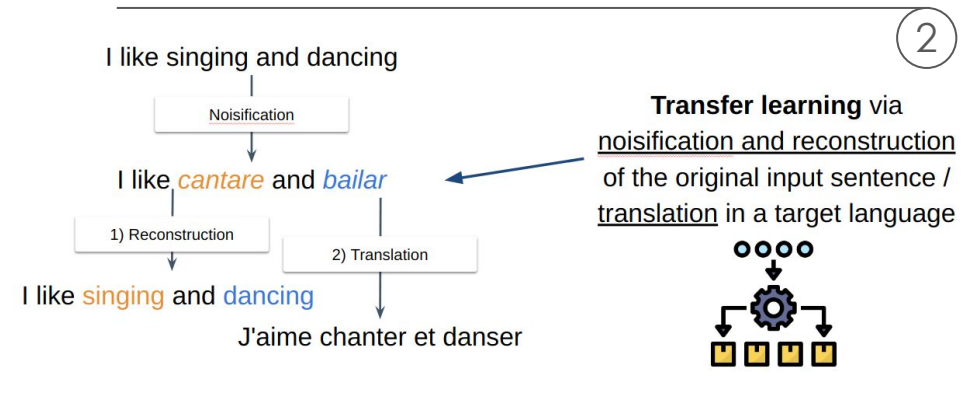 2
I like singing and dancing
Noisification
I like cantare and bailar
1) Reconstruction
2) Translation
I like singing and dancing
J'aime chanter et danser
Transfer learning via
noisification and reconstruction
of the original input sentence /
translation in a target language